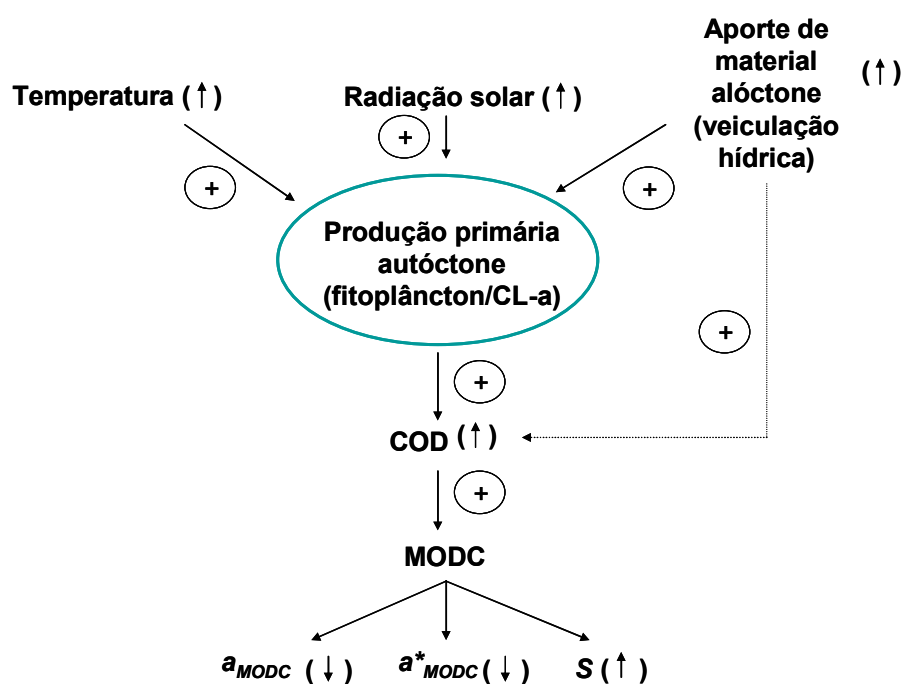 Aporte de
material
alóctone
(veiculação
hídrica)
(↑)
Temperatura (↑)
Radiação solar (↑)
+
+
+
Produção primária
autóctone
(fitoplâncton/CL-a)
+
+
COD (↑)
+
MODC
aMODC (↓)
a*MODC (↓)
S (↑)